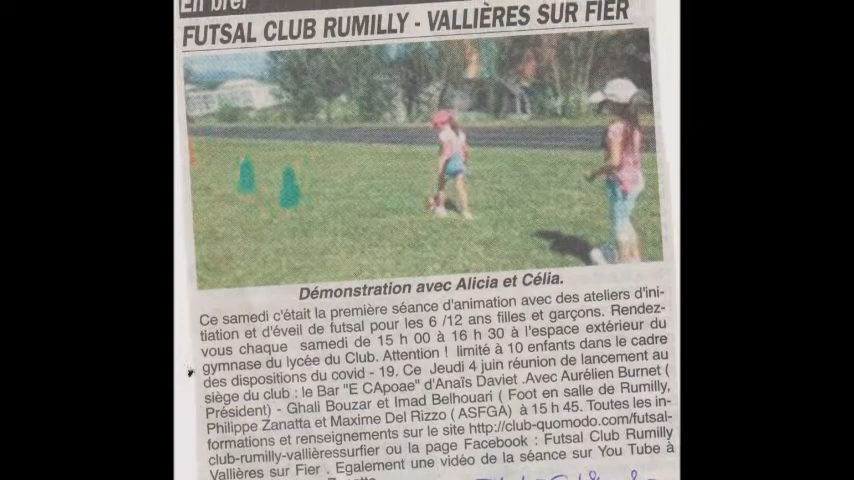 En bref
FUTSAL CLUB RUMILLY - VALLIÈRES SUR FIER
Démonstration avec Alicia et Célia.
Ce samedi c'était la première séance d'animation avec des ateliers d'ini-
tiation et d'éveil de futsal pour les 6 /12 ans filles et garçons. Rendez-
vous chaque samedi de 15 h 00 à 16 h 30 à l'espace extérieur du
gymnase du lycée du Club. Attention ! limité à 10 enfants dans le cadre
des dispositions du covid - 19. Ce Jeudi 4 juin réunion de lancement au
siège du club : le Bar "E CApoae" d'Anaïs Daviet .Avec Aurélien Burnet (
Président) - Ghali Bouzar et Imad Belhouari ( Foot en salle de Rumilly,
Philippe Zanatta et Maxime Del Rizzo ( ASFGA) à 15 h 45. Toutes les in-
formations et renseignements sur le site http://club-quomodo.com/futsal-
club-rumilly-vallièressurfier ou la page Facebook : Futsal Club Rumilly
Vallières sur Fier . Egalement une vidéo de la séance sur You Tube à